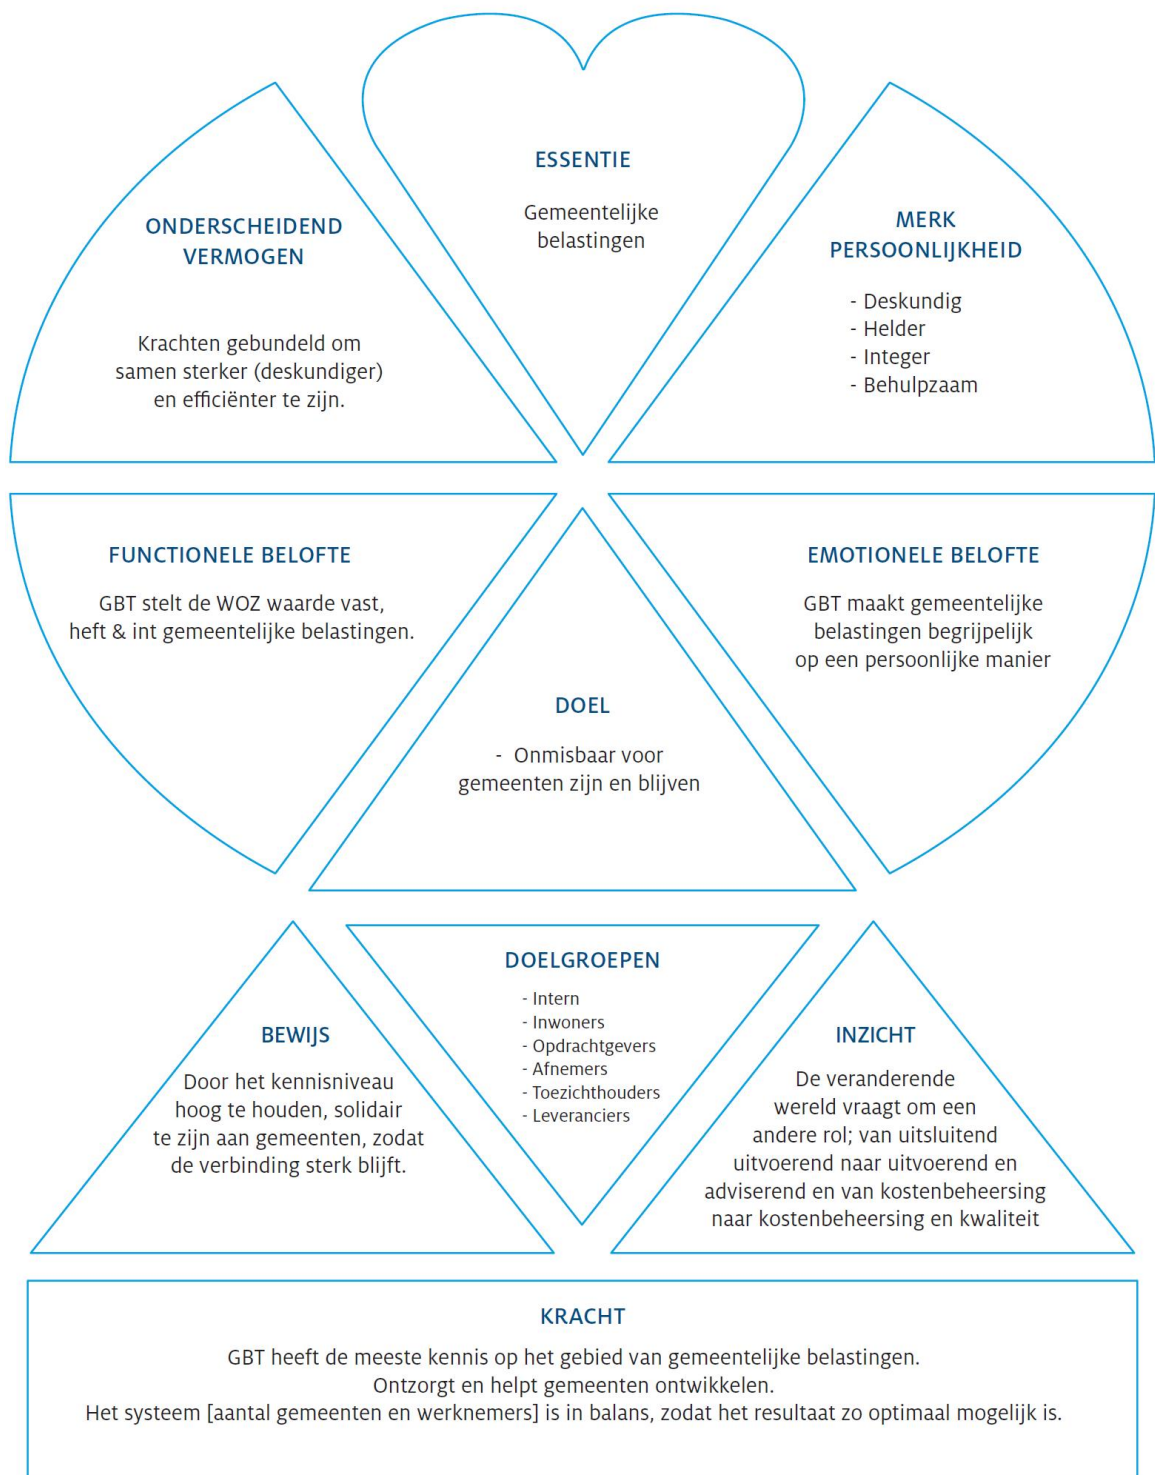 ESSENTIE
Gemeentelijke
belastingen
ONDERSCHEIDEND
VERMOGEN
Krachten gebundeld om
samen sterker (deskundiger)
en efficiënter te zijn.
MERK
PERSOONLIJKHEID
- Deskundig
- Helder
- Integer
- Behulpzaam
FUNCTIONELE BELOFTE
GBT stelt de WOZ waarde vast,
heft & int gemeentelijke belastingen.
EMOTIONELE BELOFTE
GBT maakt gemeentelijke
belastingen begrijpelijk
op een persoonlijke manier
DOEL
- Onmisbaar voor
gemeenten zijn en blijven
DOELGROEPEN
- Intern
- Inwoners
- Opdrachtgevers
- Afnemers
- Toezichthouders
- Leveranciers
BEWIJS
Door het kennisniveau
hoog te houden, solidair
te zijn aan gemeenten, zodat
de verbinding sterk blijft.
INZICHT
De veranderende
wereld vraagt om een
andere rol; van uitsluitend
uitvoerend naar uitvoerend en
adviserend en van kostenbeheersing
naar kostenbeheersing en kwaliteit
KRACHT
GBT heeft de meeste kennis op het gebied van gemeentelijke belastingen.
Ontzorgt en helpt gemeenten ontwikkelen.
Het systeem [aantal gemeenten en werknemers] is in balans, zodat het resultaat zo optimaal mogelijk is.